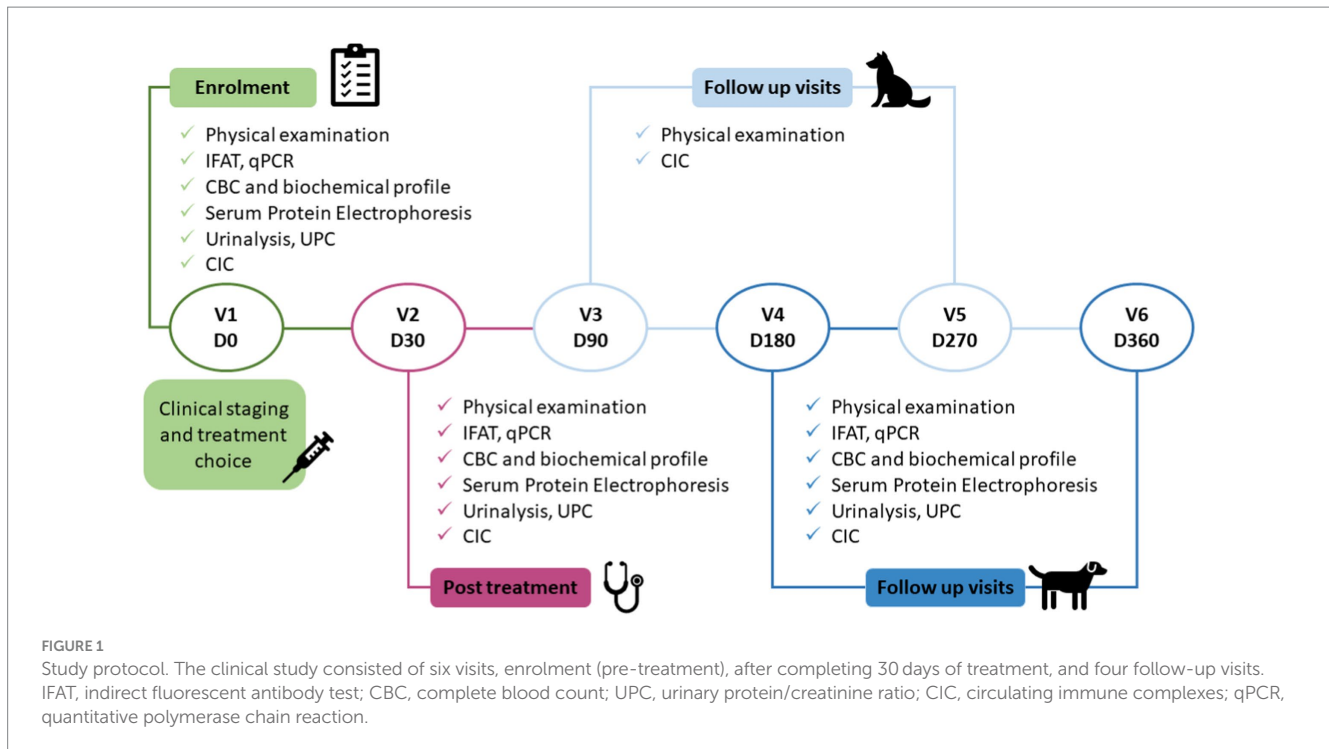 Enrolment
Physical examination
IFAT, qPCR
CBC and biochemical profile
Serum Protein Electrophoresis
Urinalysis, UPC
CIC
Follow up visits
Physical examination
CIC
V1
D0
V2
D30
V3
D90
V4
D180
V5
D270
V6
D360
Clinical staging
and treatment
choice
Physical examination
IFAT, qPCR
CBC and biochemical profile
Serum Protein Electrophoresis
Urinalysis, UPC
CIC
Post treatment
Physical examination
IFAT, qPCR
CBC and biochemical profile
Serum Protein Electrophoresis
Urinalysis, UPC
CIC
Follow up visits
FIGURE 1
Study protocol. The clinical study consisted of six visits, enrolment (pre-treatment), after completing 30 days of treatment, and four follow-up visits.
IFAT, indirect fluorescent antibody test; CBC, complete blood count; UPC, urinary protein/creatinine ratio; CIC, circulating immune complexes; qPCR,
quantitative polymerase chain reaction.